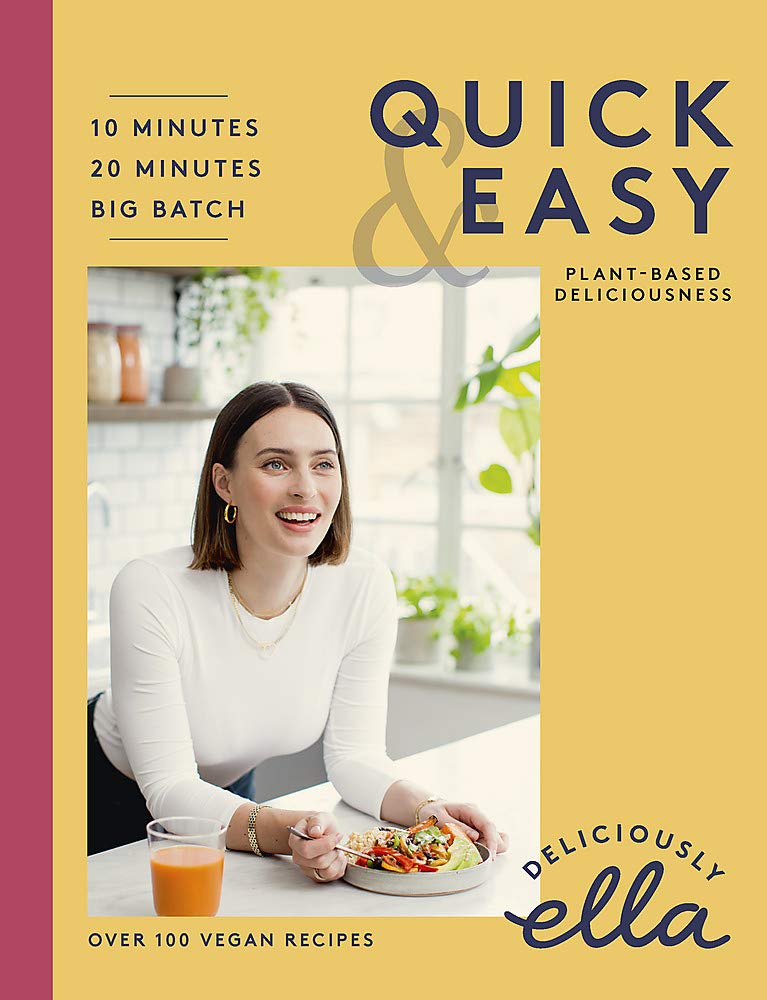 10 MINUTES
20 MINUTES
BIG BATCH
QUICK
& EASY
PLANT-BASED
DELICIOUSNESS
DELICIOUSLY
ella
OVER 100 VEGAN RECIPES